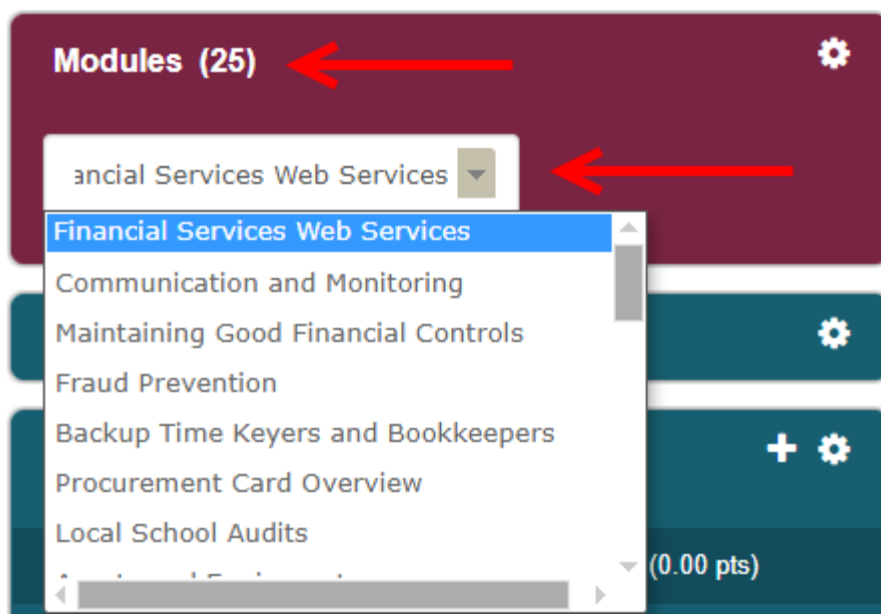 Modules (25)
ancial Services Web Services
Financial Services Web Services
Communication and Monitoring
Maintaining Good Financial Controls
Fraud Prevention
Backup Time Keyers and Bookkeepers
Procurement Card Overview
Local School Audits
(0.00 pts)